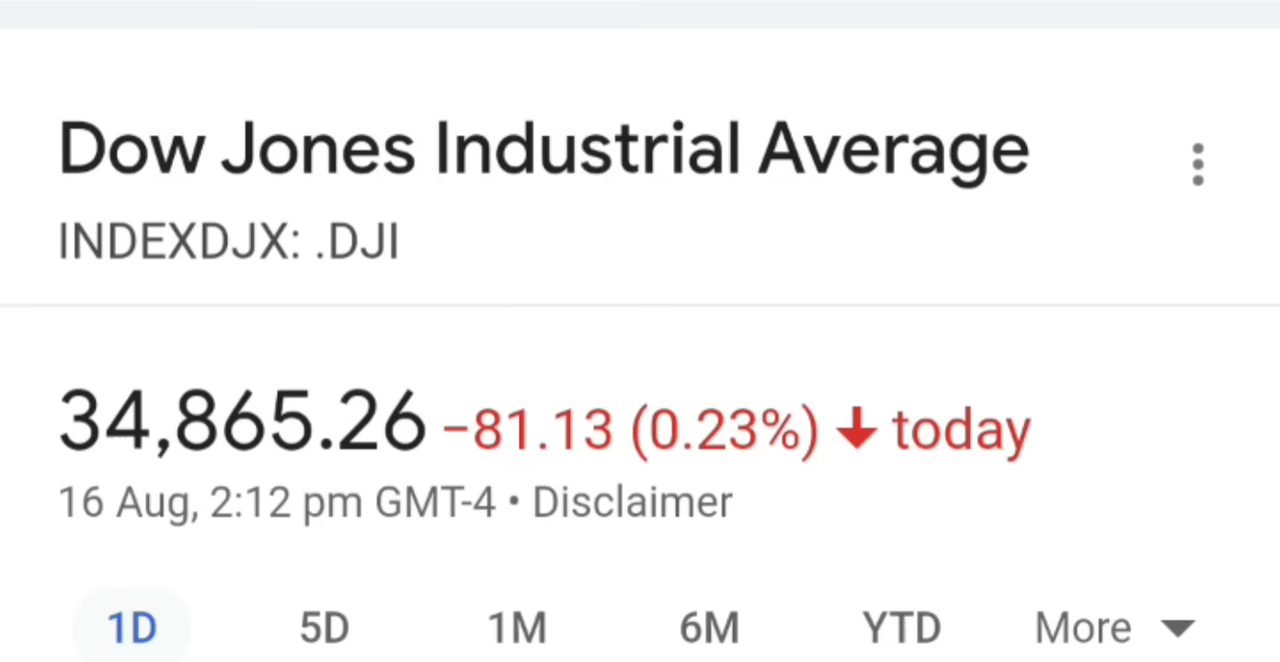 Dow Jones Industrial Average
INDEXDJX: .DJI
34,865.26 −81.13 (0.23%) ↓ today
16 Aug, 2:12 pm GMT-4 • Disclaimer
1D 5D 1M 6M YTD More